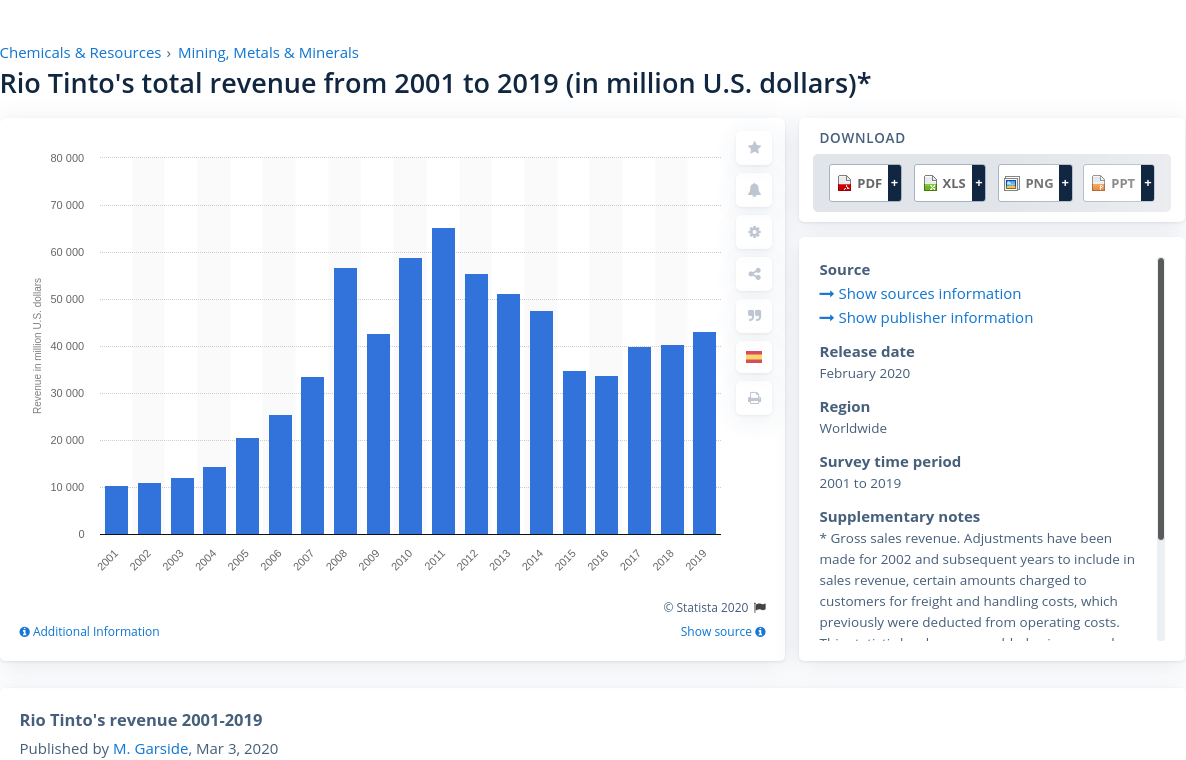 Chemicals & Resources › Mining, Metals & Minerals
Rio Tinto's total revenue from 2001 to 2019 (in million U.S. dollars)*
Revenue in million U.S. dollars
80 000
70 000
60 000
50 000
40 000
30 000
20 000
10 000
0
2001
2002
2003
2004
2005
2006
2007
2008
2009
2010
2011
2012
2013
2014
2015
2016
2017
2018
2019
© Statista 2020
Additional Information
Show source
DOWNLOAD
PDF +
XLS +
PNG +
PPT +
Source
Show sources information
Show publisher information
Release date
February 2020
Region
Worldwide
Survey time period
2001 to 2019
Supplementary notes
* Gross sales revenue. Adjustments have been
made for 2002 and subsequent years to include in
sales revenue, certain amounts charged to
customers for freight and handling costs, which
previously were deducted from operating costs.
Rio Tinto's revenue 2001-2019
Published by M. Garside, Mar 3, 2020